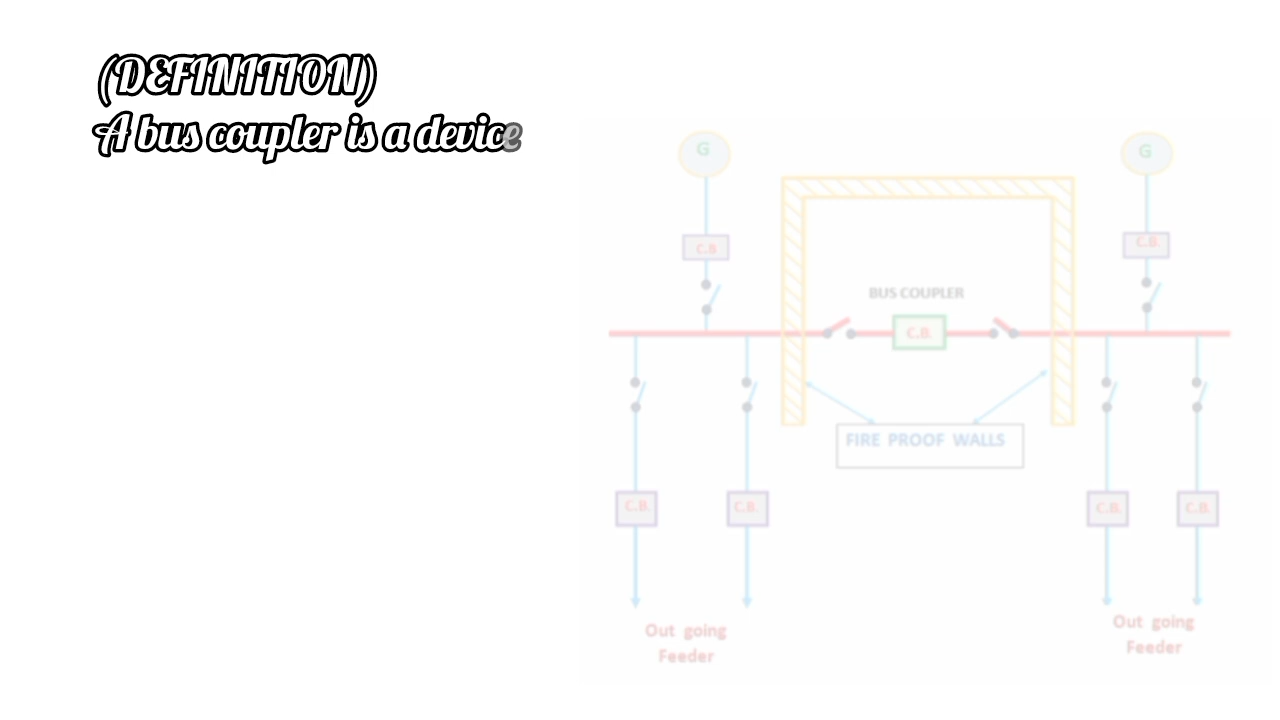 (DEFINITION)
A bus coupler is a device
G
G
C.B
C.B.
BUS COUPLER
C.B.
FIRE PROOF WALLS
C.B.
C.B.
C.B.
C.B.
Out going
Feeder
Out going
Feeder